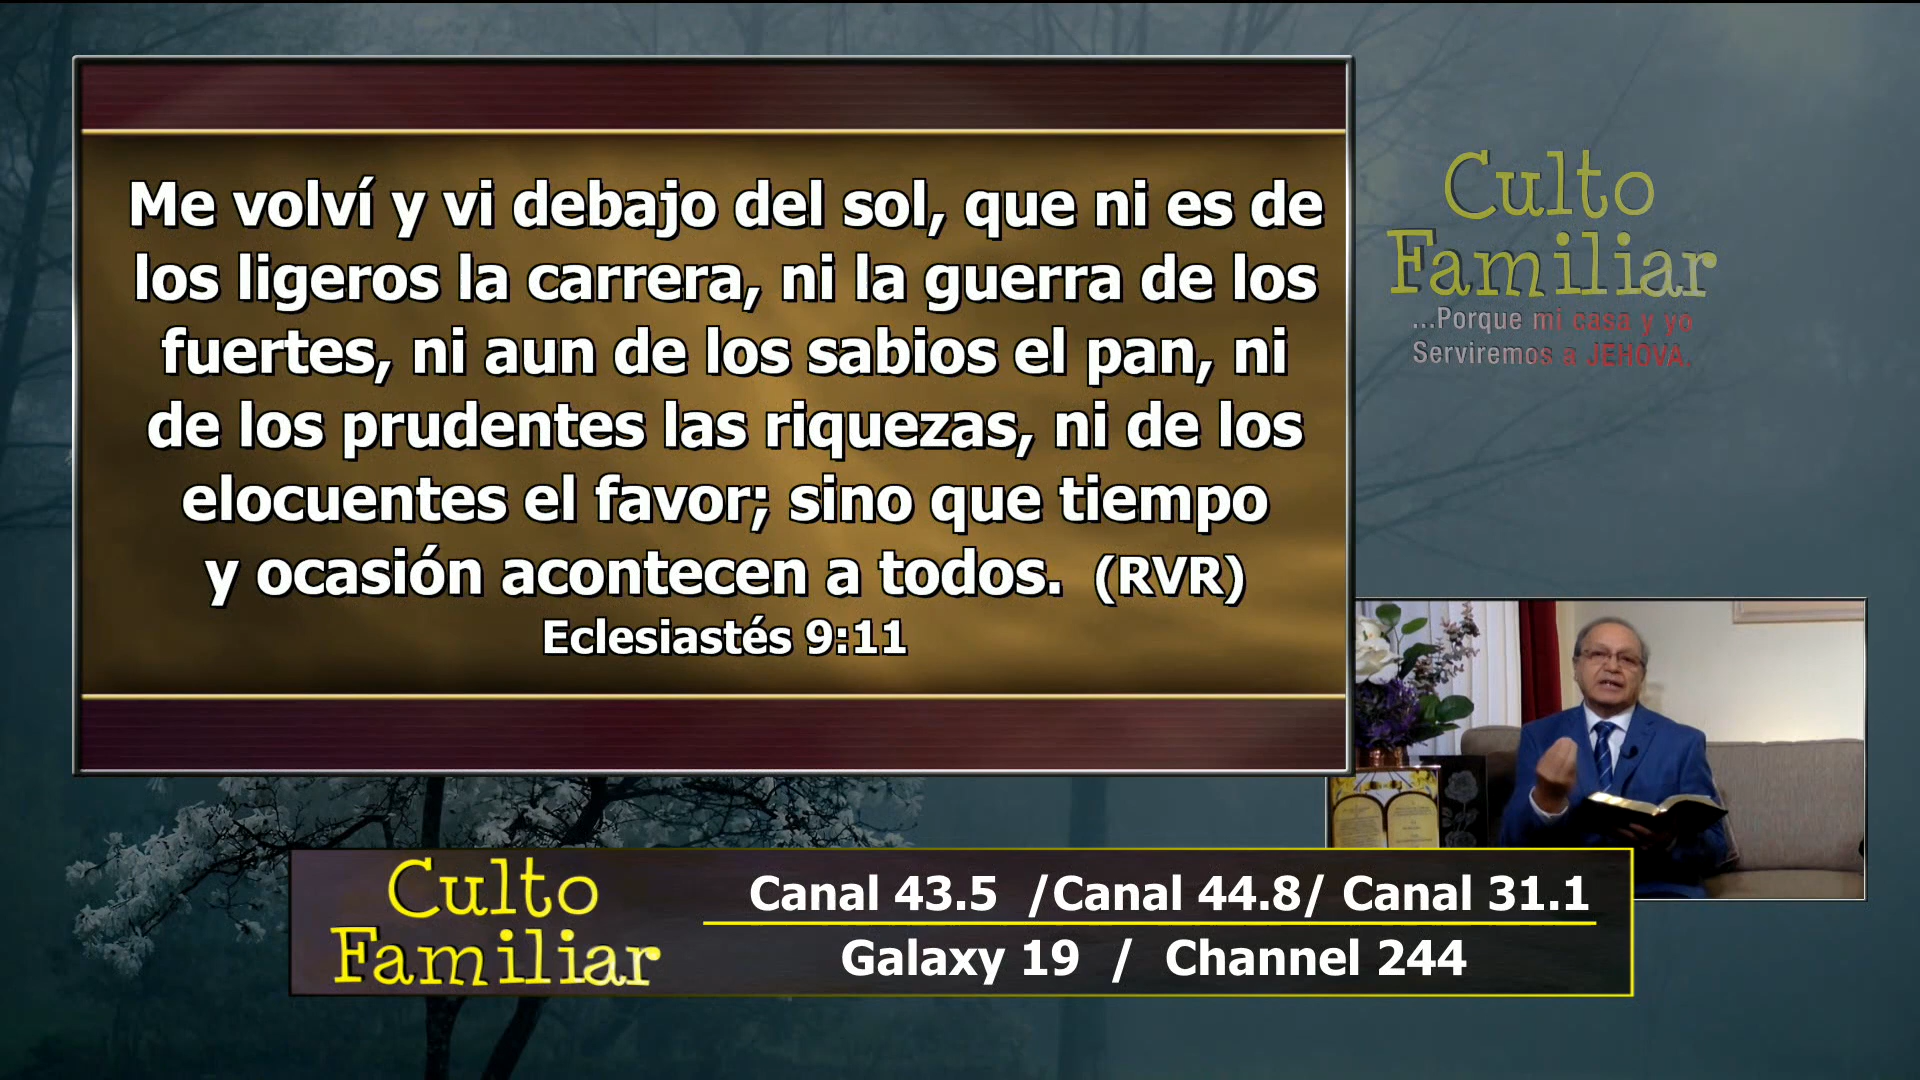 Me volví y vi debajo del sol, que ni es de
los ligeros la carrera, ni la guerra de los
fuertes, ni aun de los sabios el pan, ni
de los prudentes las riquezas, ni de los
elocuentes el favor; sino que tiempo
y ocasión acontecen a todos. (RVR)
Eclesiastés 9:11
Culto
Familiar
...Porque mi casa y yo
Serviremos a JEHOVA.
Culto
Familiar
Canal 43.5 /Canal 44.8/ Canal 31.1
Galaxy 19 / Channel 244